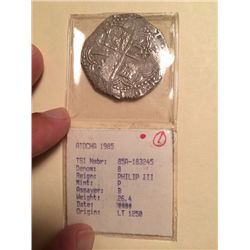 ATOCHA 1985
TSI Nmbr: 85A-183245
Denom: 8
Reign: PHILIP III
Mint: P
Assayer: B
Weight: 26.4
Date: ####
Origin: LT 1250